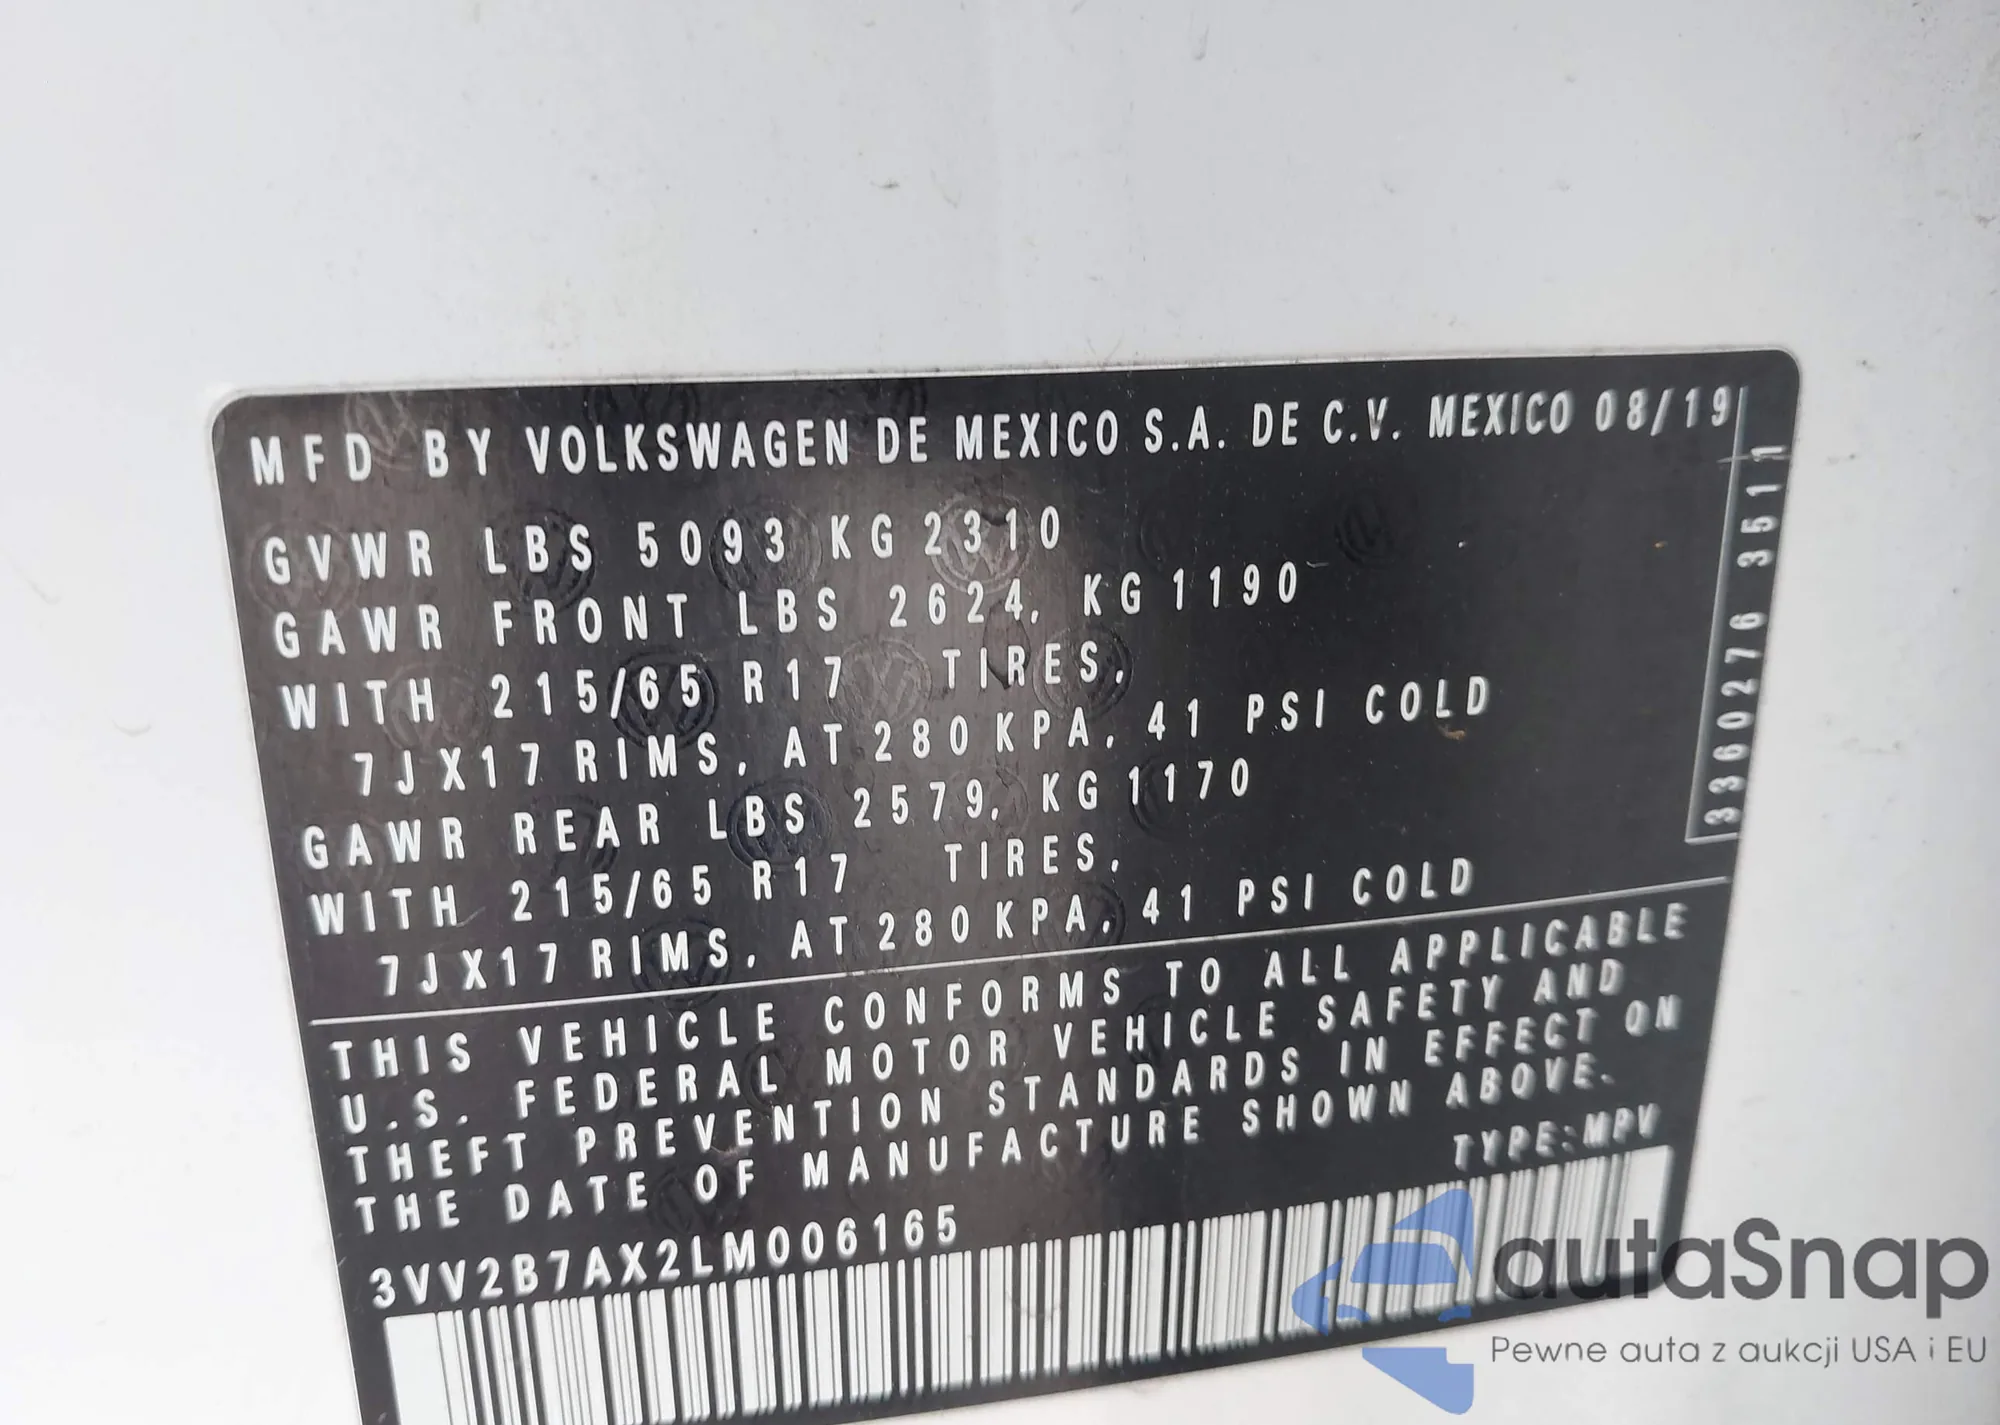 MFD BY VOLKSWAGEN DE MEXICO S.A. DE C.V. MEXICO 08/19
GVWR LBS 5093 KG 2310
GAWR FRONT LBS 2624, KG 1190
WITH 215/65 R17 TIRES,
7JX17 RIMS, AT 280 KPA, 41 PSI COLD
GAWR REAR LBS 2579, KG 1170
WITH 215/65 R17 TIRES,
7JX17 RIMS, AT 280 KPA, 41 PSI COLD
3360276 3511
THIS VEHICLE CONFORMS TO ALL APPLICABLE
U.S. FEDERAL MOTOR VEHICLE SAFETY AND
THEFT PREVENTION STANDARDS IN EFFECT ON
THE DATE OF MANUFACTURE SHOWN ABOVE.
TYPE:MPV
3VV2B7AX2LM006165
autaSnap
Pewne auta z aukcji USA i EU